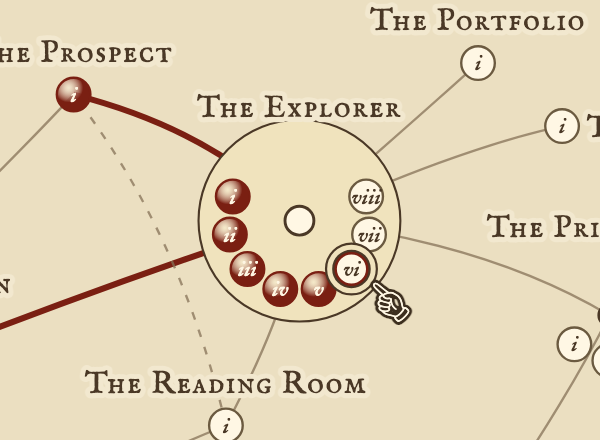 The Portfolio
he Prospect
i
i
The Explorer
i
T
i
viii
ii
vii
The Pri
iii
vi
iv
v
n
i
The Reading Room
i